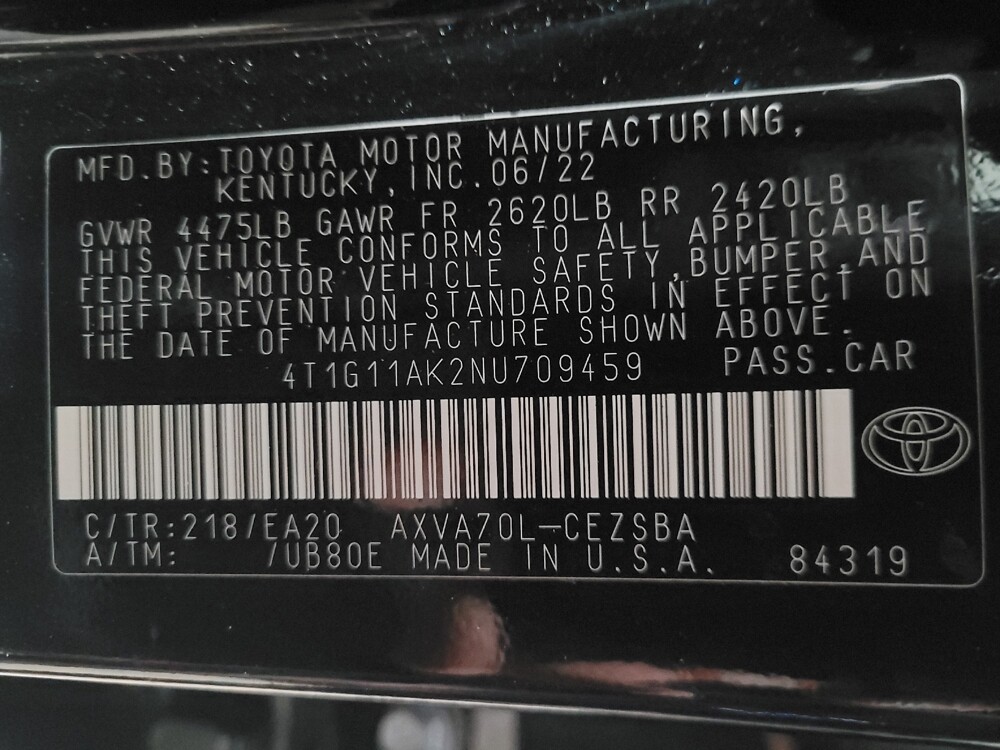 MFD.BY:TOYOTA MOTOR MANUFACTURING,
KENTUCKY,INC.06/22
GVWR 4475LB GAWR FR 2620LB RR 2420LB
THIS VEHICLE CONFORMS TO ALL APPLICABLE
FEDERAL MOTOR VEHICLE SAFETY,BUMPER,AND
THEFT PREVENTION STANDARDS IN EFFECT ON
THE DATE OF MANUFACTURE SHOWN ABOVE.
4T1G11AK2NU709459 PASS.CAR
C/TR:218/EA20 AXVA70L-CEZSBA
A/TM: /UB80E MADE IN U.S.A. 84319